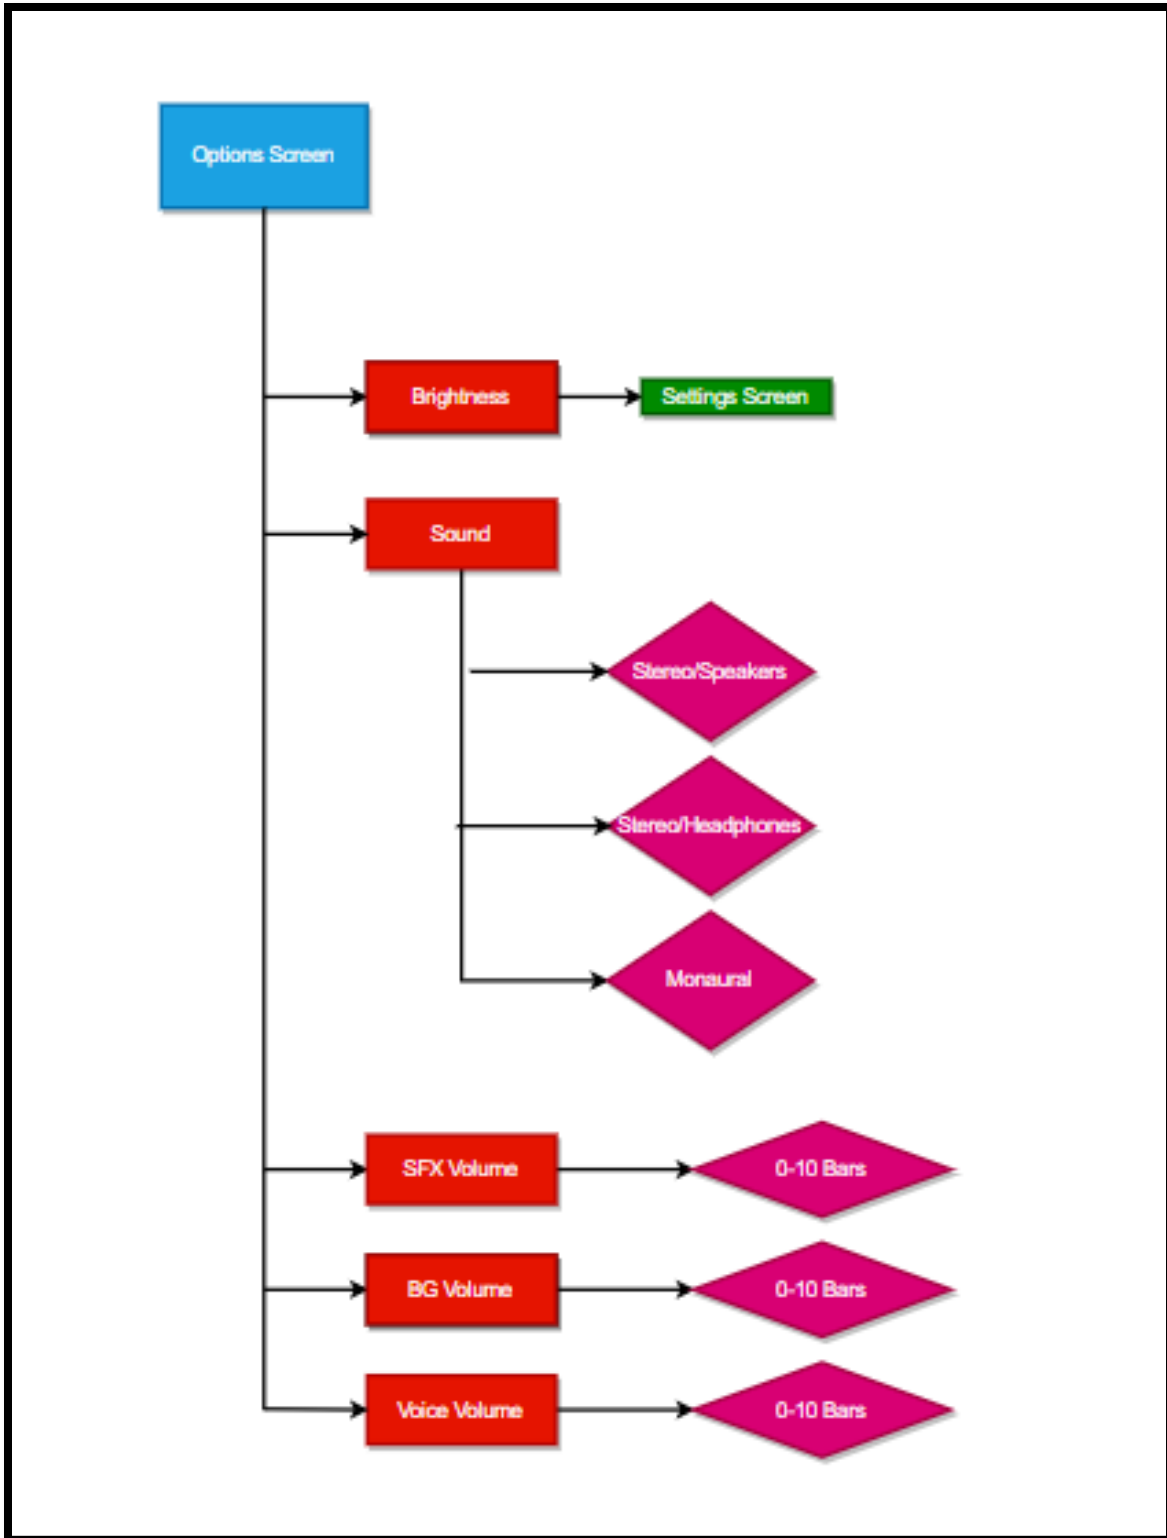 Options Screen
Brightness
Settings Screen
Sound
Stereo/Speakers
Stereo/Headphones
Monaural
SFX Volume
0-10 Bars
BG Volume
0-10 Bars
Voice Volume
0-10 Bars